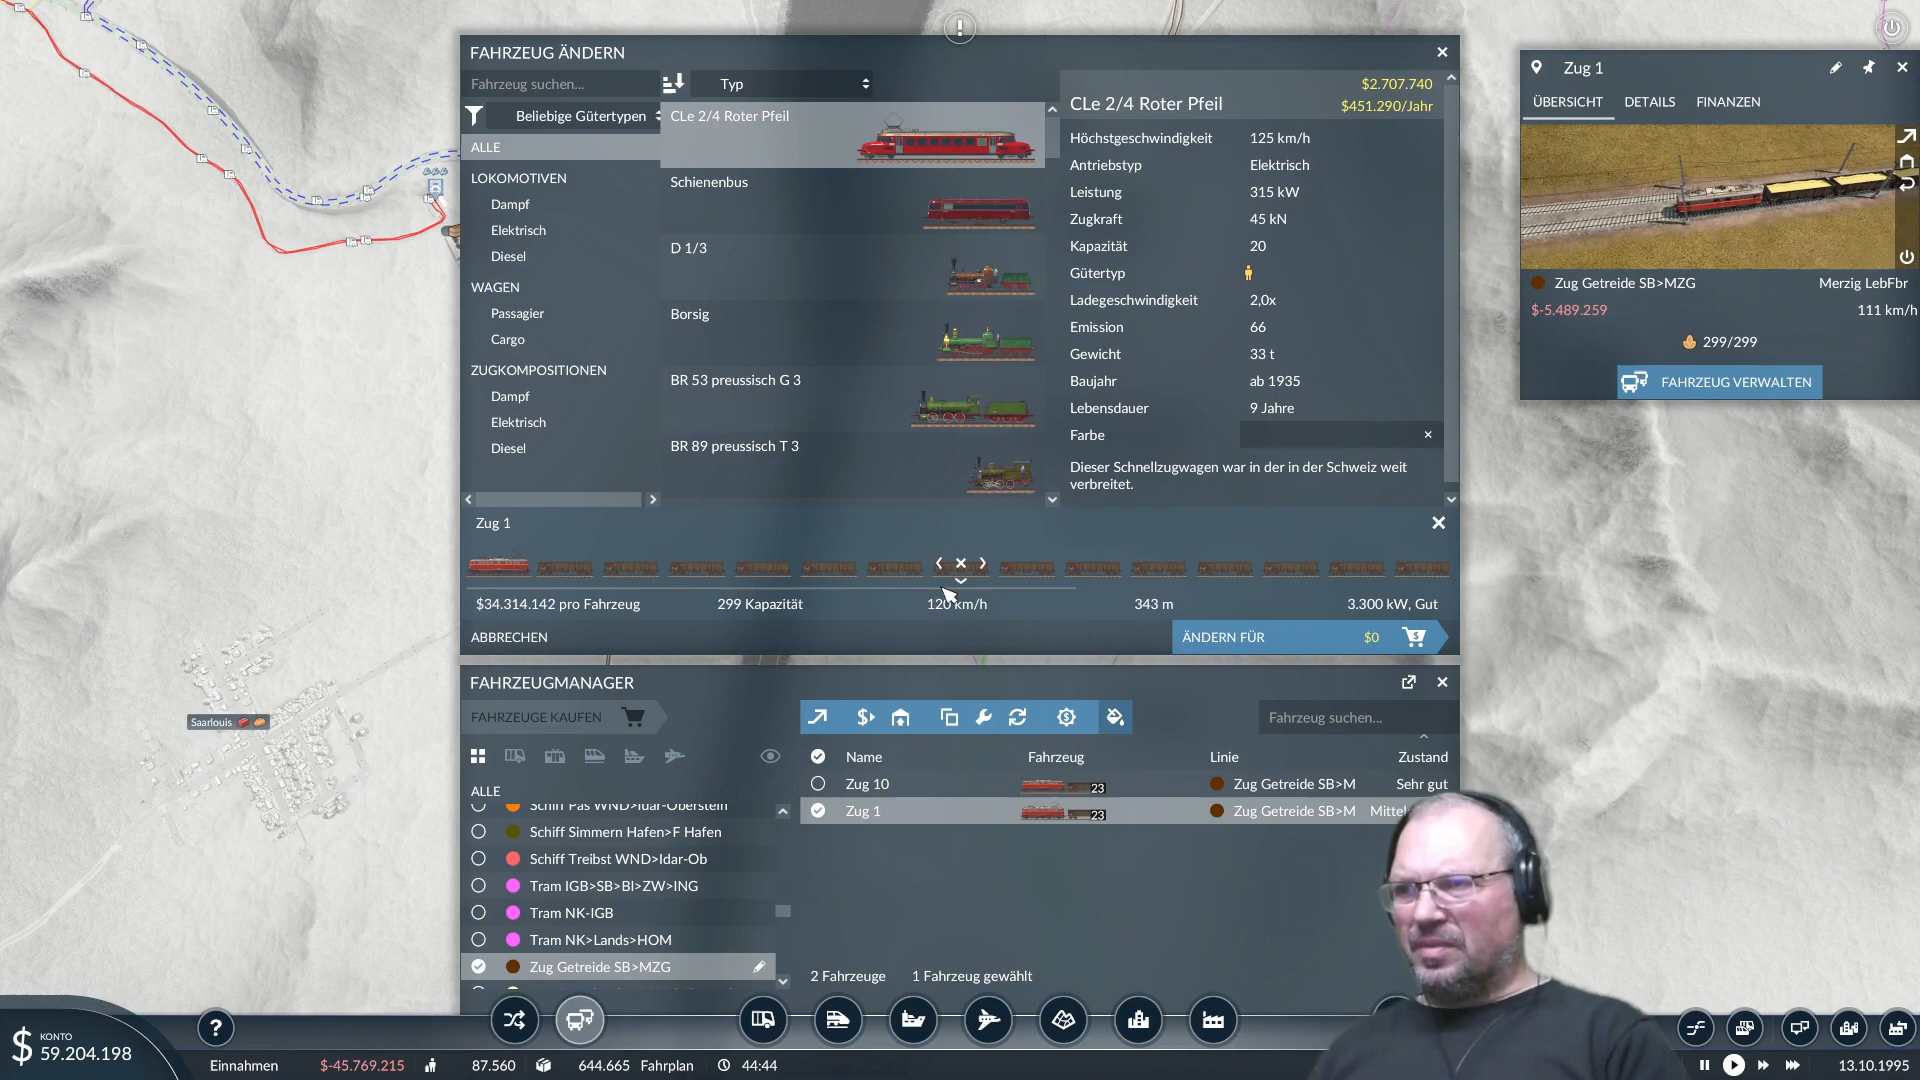 FAHRZEUG ÄNDERN
Fahrzeug suchen...
Typ
Beliebige Gütertypen
ALLE
LOKOMOTIVEN
Dampf
Elektrisch
Diesel
WAGEN
Passagier
Cargo
ZUGKOMPOSITIONEN
Dampf
Elektrisch
Diesel
CLe 2/4 Roter Pfeil
Schienenbus
D 1/3
Borsig
BR 53 preussisch G 3
BR 89 preussisch T 3
$2.707.740
CLe 2/4 Roter Pfeil
$451.290/Jahr
Höchstgeschwindigkeit 125 km/h
Antriebstyp Elektrisch
Leistung 315 kW
Zugkraft 45 kN
Kapazität 20
Gütertyp
Ladegeschwindigkeit 2,0x
Emission 66
Gewicht 33 t
Baujahr ab 1935
Lebensdauer 9 Jahre
Farbe
Dieser Schnellzugwagen war in der in der Schweiz weit
verbreitet.
Zug 1
$34.314.142 pro Fahrzeug 299 Kapazität 120 km/h 343 m 3.300 kW, Gut
ABBRECHEN
ÄNDERN FÜR $0
Zug 1
ÜBERSICHT DETAILS FINANZEN
Zug Getreide SB>MZG Merzig LebFbr
$-5.489.259 111 km/h
299/299
FAHRZEUG VERWALTEN
Saarlouis
FAHRZEUGMANAGER
FAHRZEUGE KAUFEN
Fahrzeug suchen...
ALLE
Schiff Pas WND>Idar-Oberstein
Schiff Simmern Hafen>F Hafen
Schiff Treibst WND>Idar-Ob
Tram IGB>SB>BI>ZW>ING
Tram NK-IGB
Tram NK>Lands>HOM
Zug Getreide SB>MZG
Name Fahrzeug Linie Zustand
Zug 10 23 Zug Getreide SB>M Sehr gut
Zug 1 23 Zug Getreide SB>M Mittel
2 Fahrzeuge 1 Fahrzeug gewählt
?
$ KONTO
59.204.198
Einnahmen $-45.769.215 87.560 644.665 Fahrplan 44:44
13.10.1995